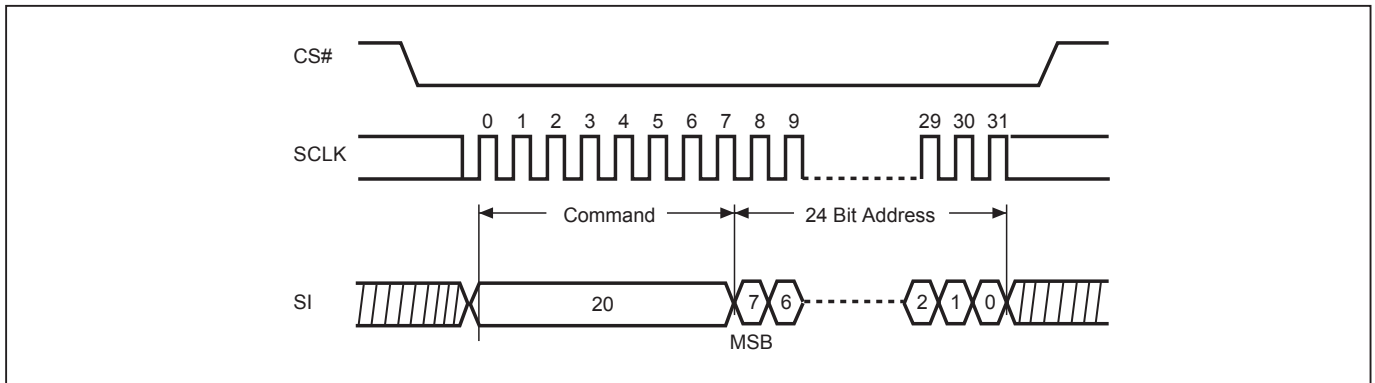 CS#
0 1 2 3 4 5 6 7 8 9 29 30 31
SCLK
Command 24 Bit Address
SI 20 7 6 2 1 0
MSB